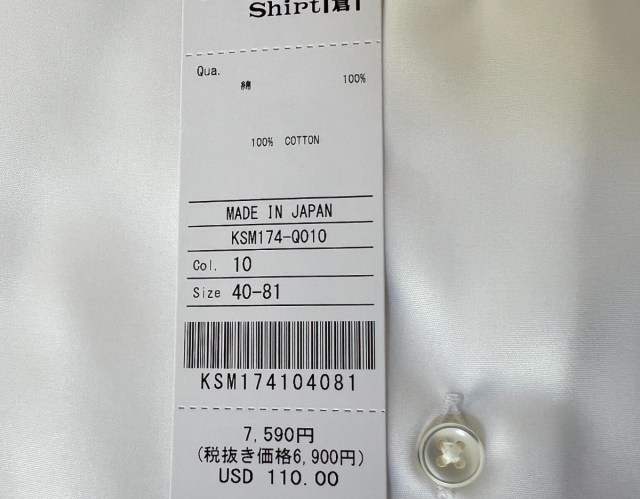 Shirt
Qua.
綿 100%
100% COTTON
MADE IN JAPAN
KSM174-Q010
Col. 10
Size 40-81
KSM174104081
7,590円
(税抜き価格6,900円)
USD 110.00